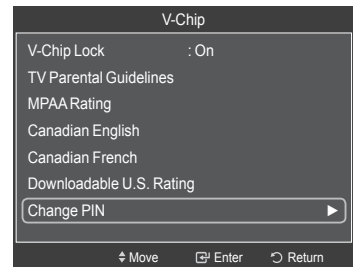 V-Chip
V-Chip Lock : On
TV Parental Guidelines
MPAA Rating
Canadian English
Canadian French
Downloadable U.S. Rating
Change PIN
Move Enter Return